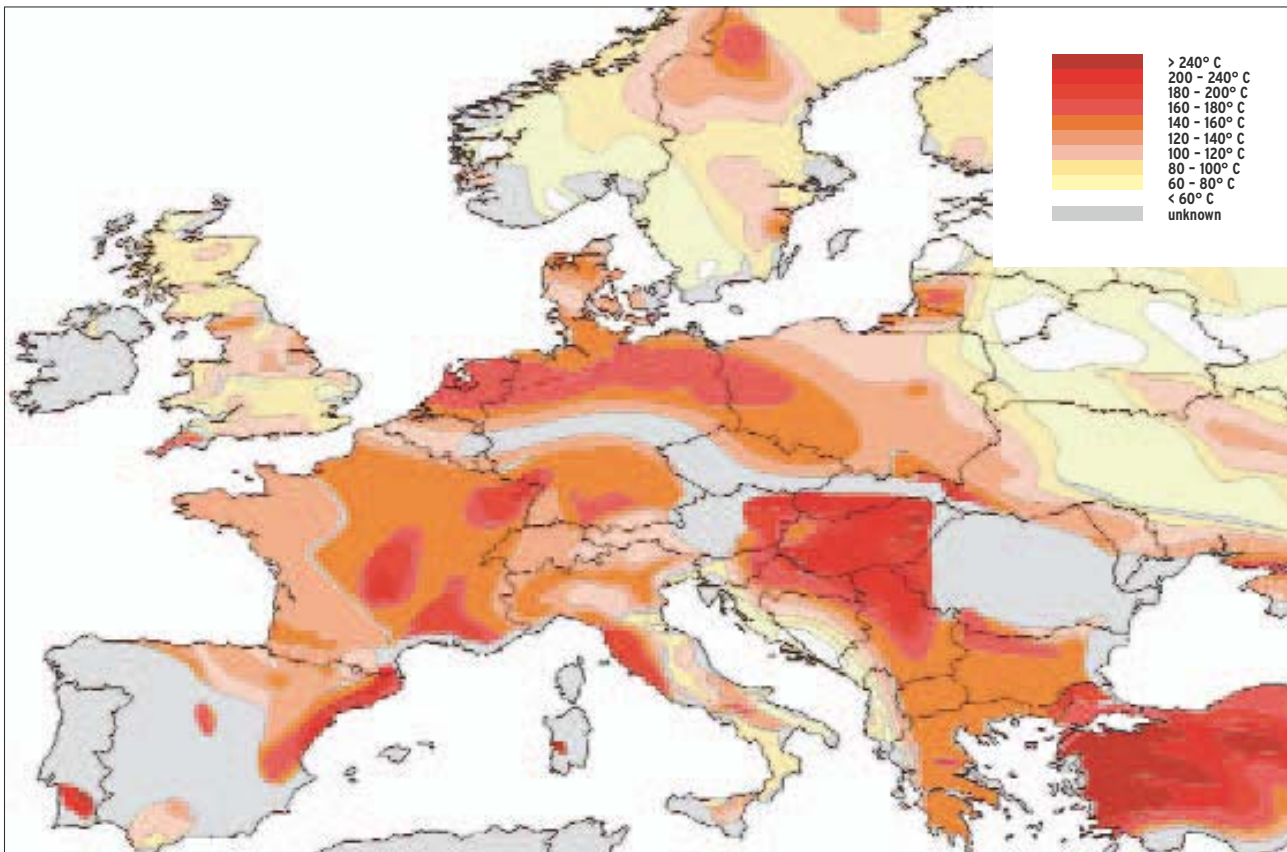 > 240° C
200 - 240° C
180 - 200° C
160 - 180° C
140 - 160° C
120 - 140° C
100 - 120° C
80 - 100° C
60 - 80° C
< 60° C
unknown